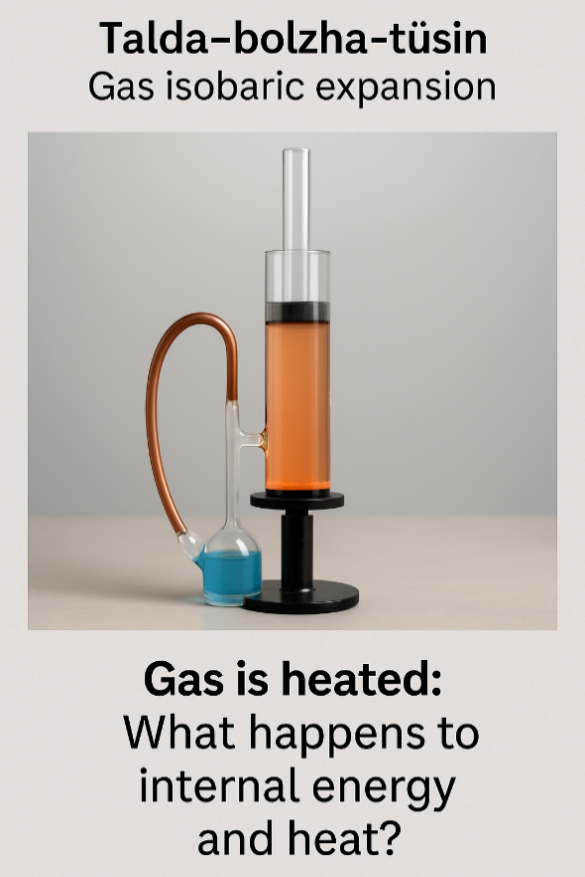 Talda–bolzha-tüsin
Gas isobaric expansion
Gas is heated:
What happens to
internal energy
and heat?